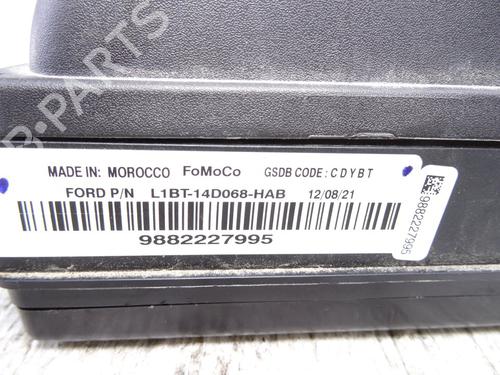 B-PARTS
MADE IN: MOROCCO FoMoCo GSDB CODE: CDYBT
FORD P/N L1BT-14D068-HAB 12/08/21
9882227995
9882227995